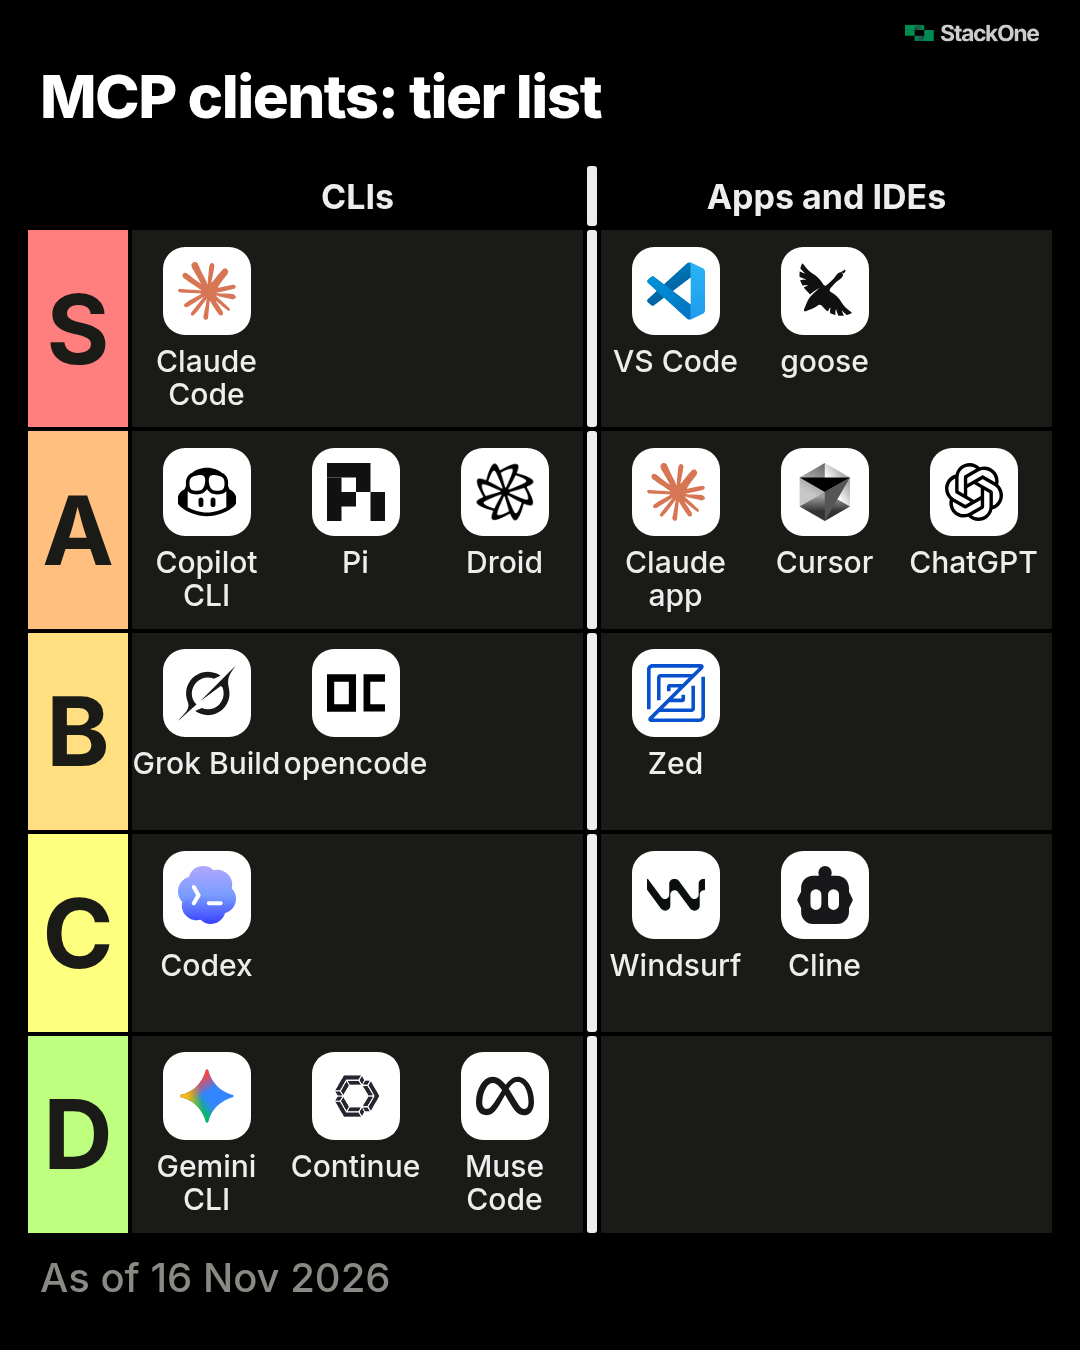 StackOne
MCP clients: tier list
CLIs
Apps and IDEs
S
Claude
Code
VS Code
goose
A
Copilot
CLI
Pi
Droid
Claude
app
Cursor
ChatGPT
B
Grok Build
opencode
Zed
C
Codex
Windsurf
Cline
D
Gemini
CLI
Continue
Muse
Code
As of 16 Nov 2026